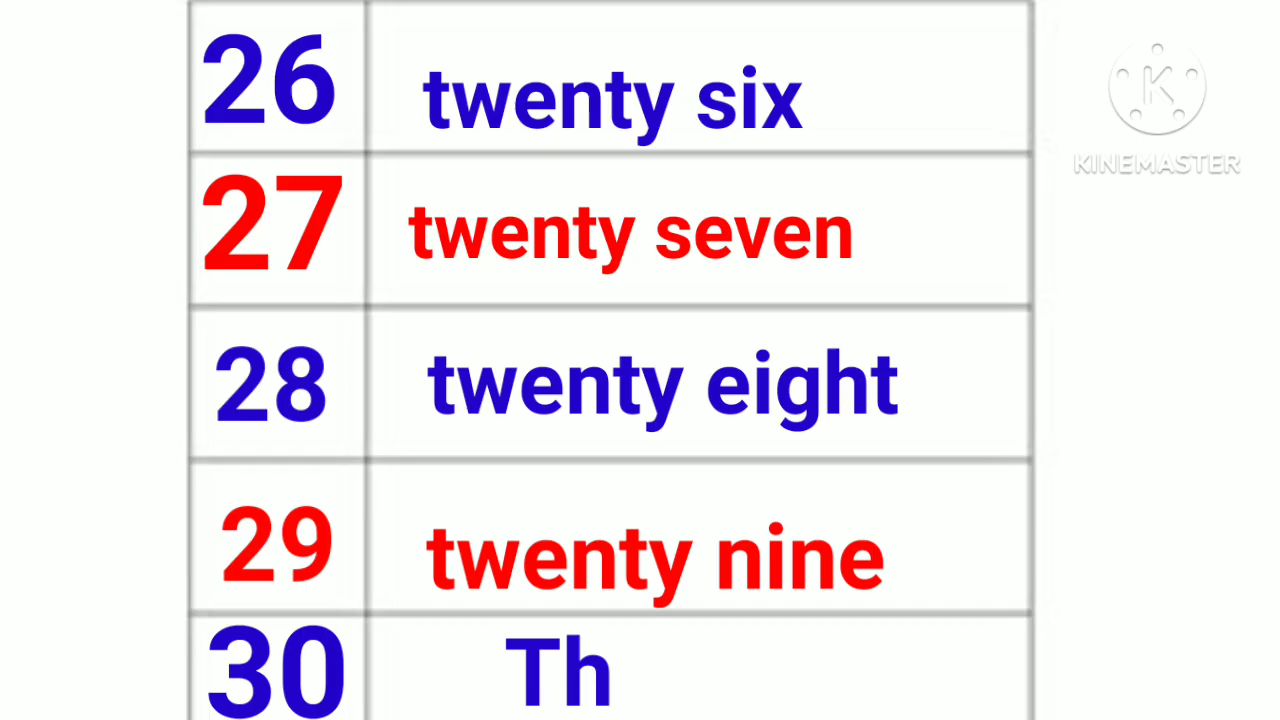 26 twenty six
KINEMASTER
27 twenty seven
28 twenty eight
29 twenty nine
30 Th